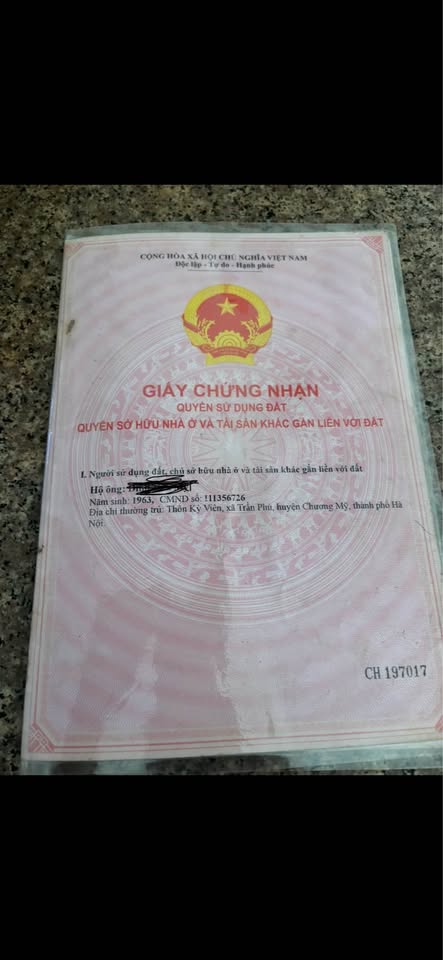 CỘNG HÒA XÃ HỘI CHỦ NGHĨA VIỆT NAM
Độc lập - Tự do - Hạnh phúc
GIẤY CHỨNG NHẬN
QUYỀN SỬ DỤNG ĐẤT
QUYỀN SỞ HỮU NHÀ Ở VÀ TÀI SẢN KHÁC GẮN LIỀN VỚI ĐẤT
I. Người sử dụng đất, chủ sở hữu nhà ở và tài sản khác gắn liền với đất
Hộ ông:
Năm sinh: 1963, CMND số: 111356726
Địa chỉ thường trú: Thôn Kỳ Viên, xã Trần Phú, huyện Chương Mỹ, thành phố Hà
Nội
CH 197017